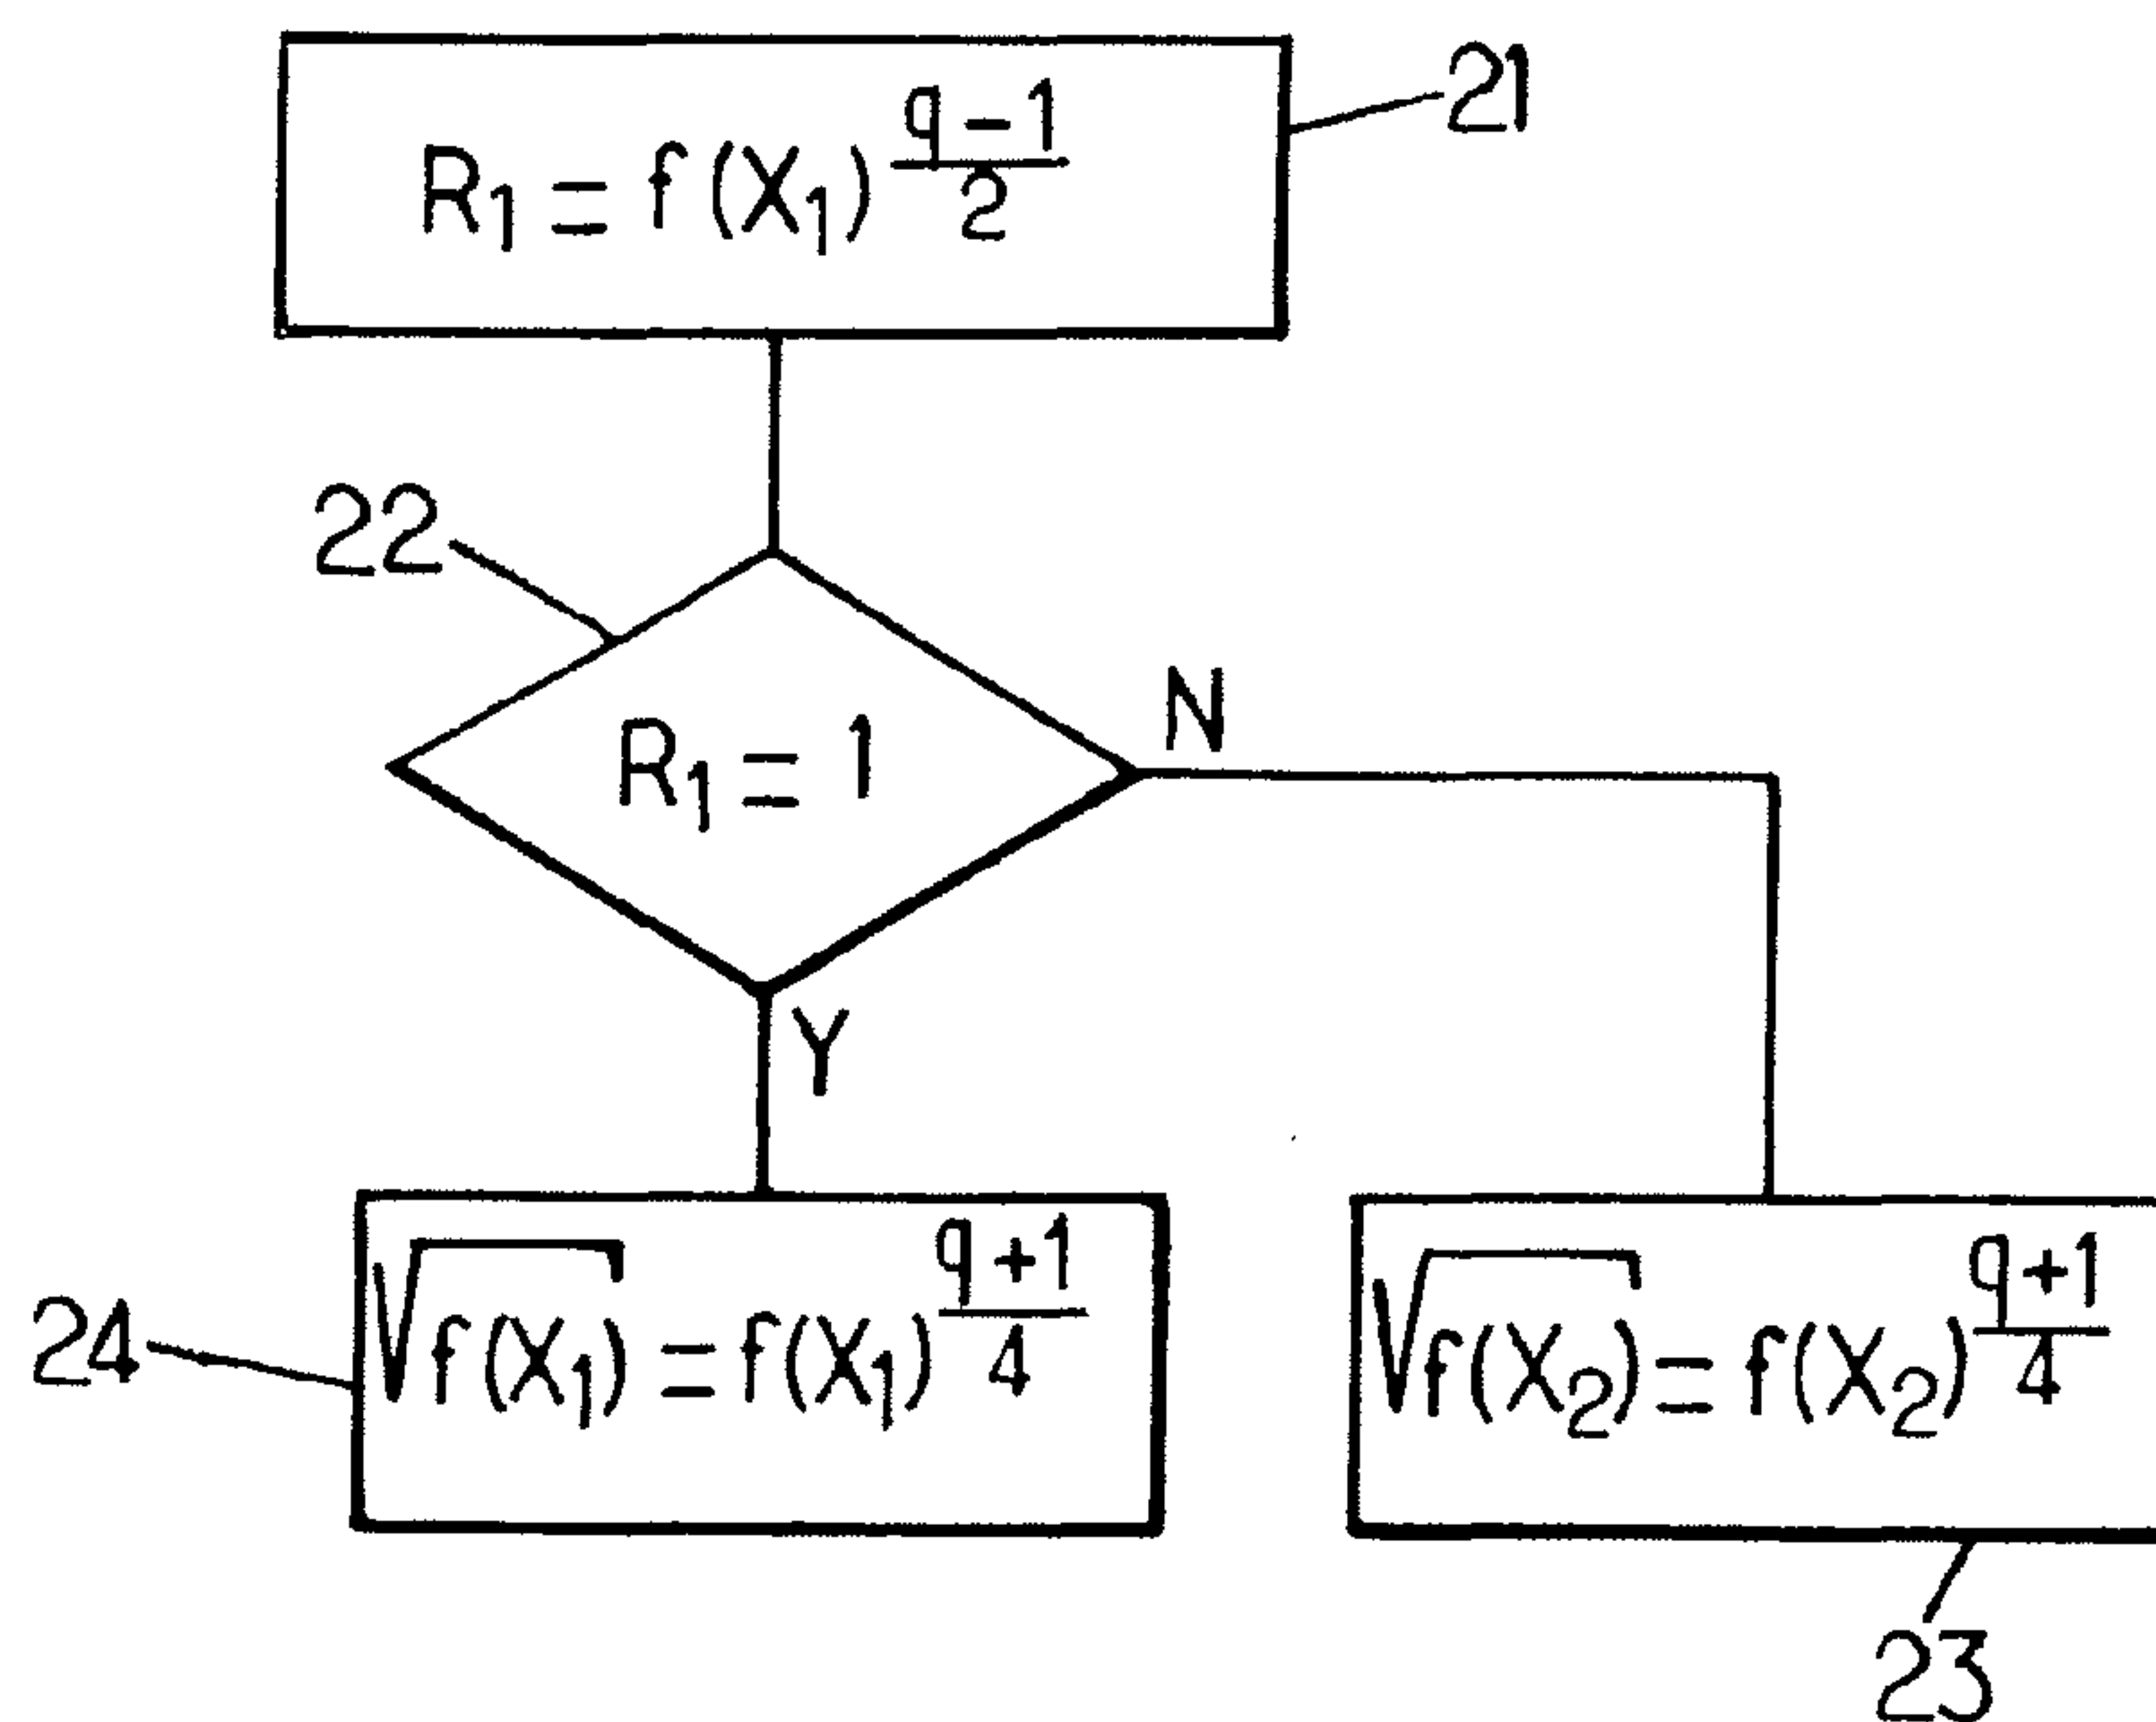 R₁ = f(X₁)^((q-1)/2)
21
22
R₁ = 1
N
Y
√f(X₁) = f(X₁)^((q+1)/4)
24
√f(X₂) = f(X₂)^((q+1)/4)
23